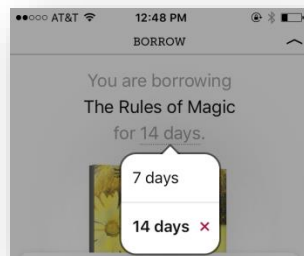 AT&T 12:48 PM
BORROW
You are borrowing
The Rules of Magic
for 14 days.
7 days
14 days ×